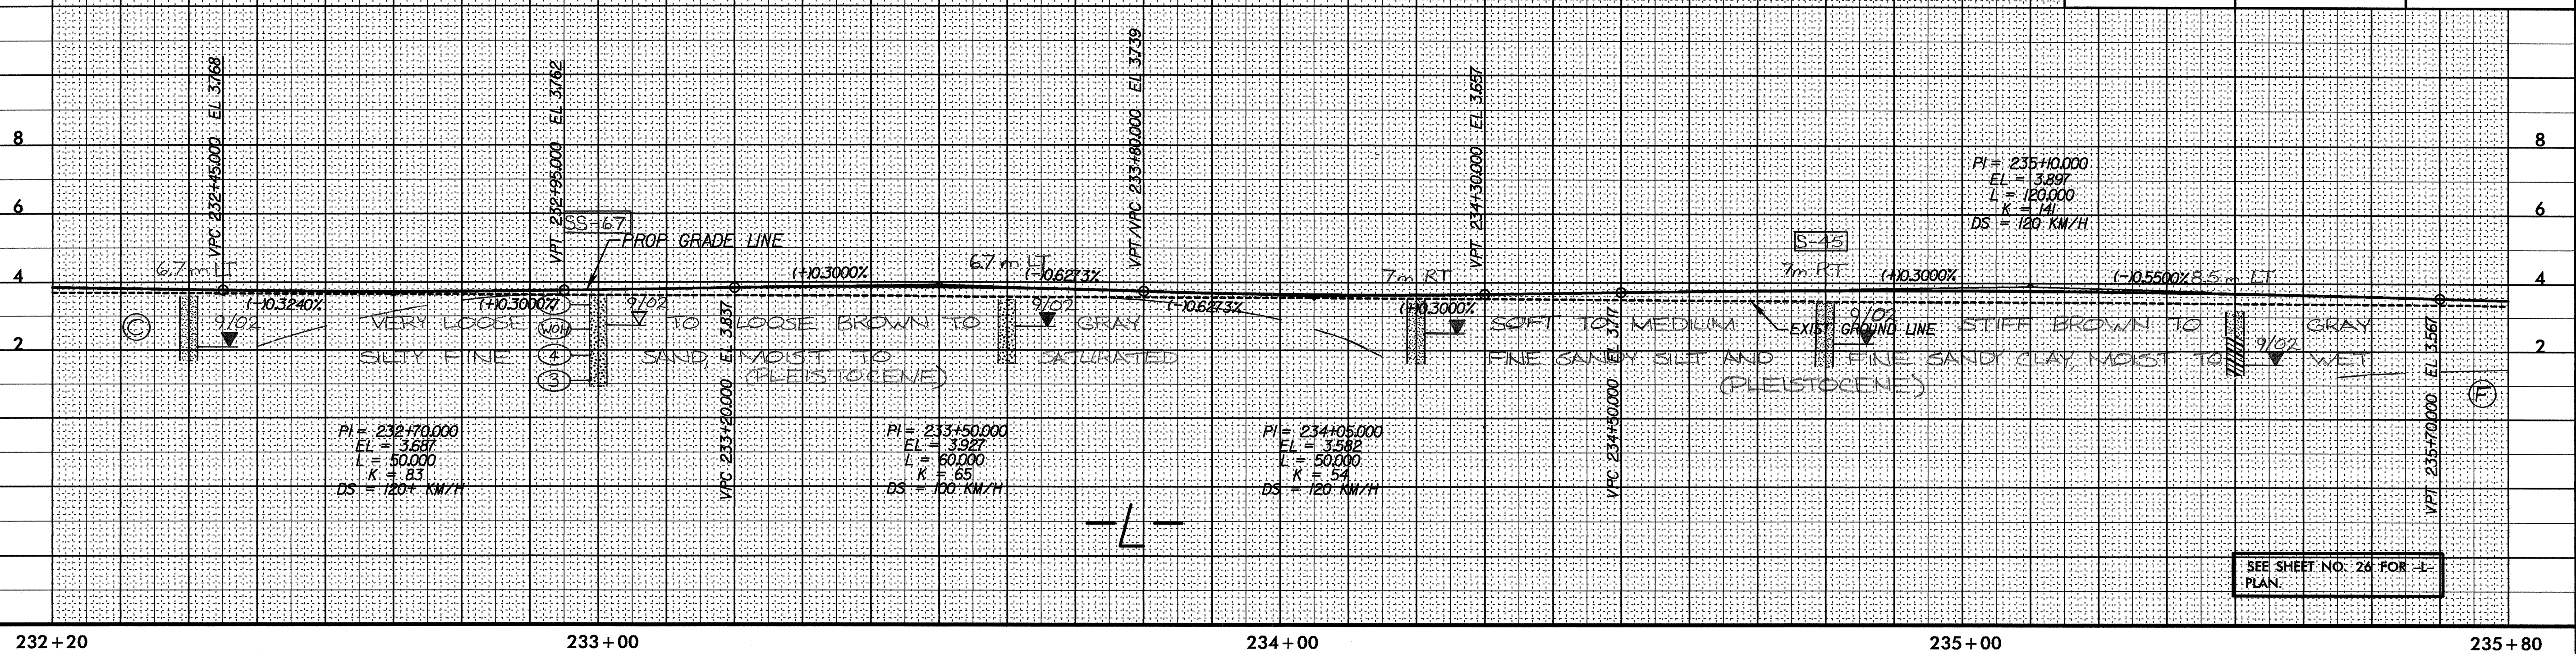 VPC 232+45.000 EL 3.768
VPT 232+95.000 EL 3.762
VPT/VPC 233+80.000 EL 3.739
VPT 234+30.000 EL 3.657
8
8
PI = 235+10.000
EL = 3.897
L = 120.000
K = 141
DS = 120 KM/H
6
6
SS-67
PROP GRADE LINE
S-45
4
4
6.7 m LT
(+)0.3000%
6.7 m LT
(-)0.6273%
7m RT
7m RT
(+)0.3000%
(-)0.5500%
8.5 m LT
(-)0.3240%
(+)0.3000%
(-)0.6273%
(+)0.3000%
C
9/02
9/02
9/02
9/02
9/02
VERY LOOSE TO LOOSE BROWN TO GRAY
SILTY FINE SAND, MOIST TO SATURATED
(PLEISTOCENE)
WOH
4
3
SOFT TO MEDIUM STIFF BROWN TO GRAY
FINE SANDY SILT AND FINE SANDY CLAY, MOIST TO WET
(PLEISTOCENE)
EXIST GROUND LINE
2
2
F
VPC 233+20.000 EL 3.837
VPC 234+50.000 EL 3.717
VPT 235+70.000 EL 3.567
PI = 232+70.000
EL = 3.687
L = 50.000
K = 83
DS = 120+ KM/H
PI = 233+50.000
EL = 3.927
L = 60.000
K = 65
DS = 100 KM/H
PI = 234+05.000
EL = 3.582
L = 50.000
K = 54
DS = 120 KM/H
-L-
SEE SHEET NO. 26 FOR -L-
PLAN.
232+20
233+00
234+00
235+00
235+80